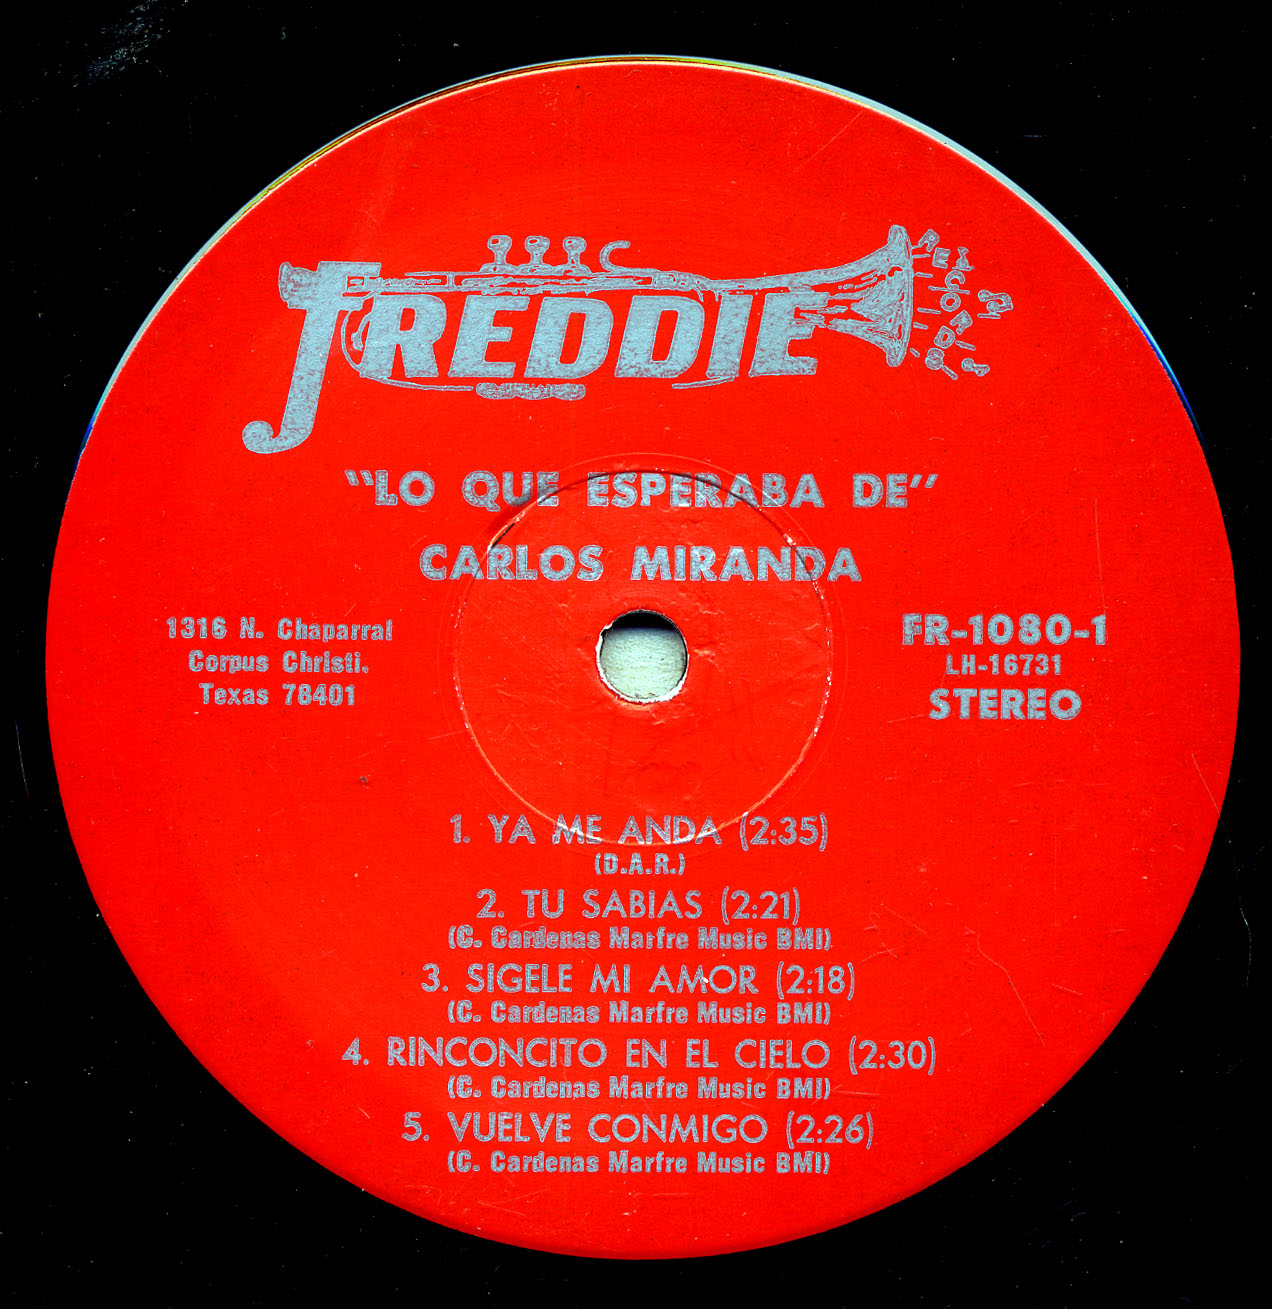 FREDDIE
RECORDS
"LO QUE ESPERABA DE"
CARLOS MIRANDA
1316 N. Chaparral
Corpus Christi,
Texas 78401
FR-1080-1
LH-16731
STEREO
1. YA ME ANDA (2:35)
(D.A.R.)
2. TU SABIAS (2:21)
(C. Cardenas Marfre Music BMI)
3. SIGELE MI AMOR (2:18)
(C. Cardenas Marfre Music BMI)
4. RINCONCITO EN EL CIELO (2:30)
(C. Cardenas Marfre Music BMI)
5. VUELVE CONMIGO (2:26)
(C. Cardenas Marfre Music BMI)